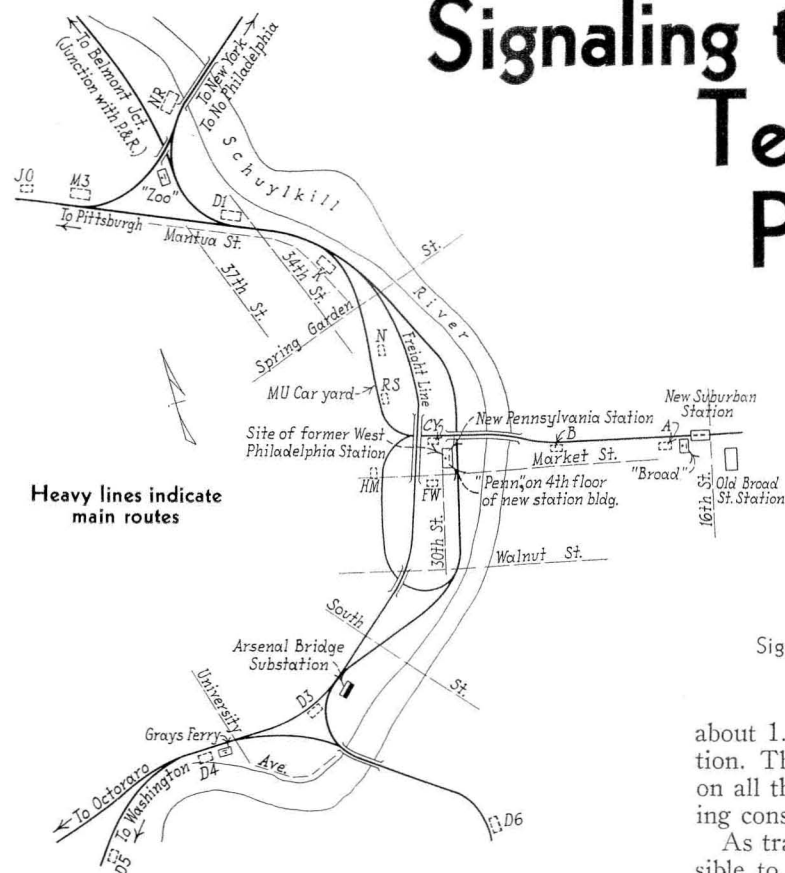 Signaling t
Te
P
To Belmont Jct.
(Junction with P.&R.)
To New York
To No Philadelphia
NR
J0
M3
"Zoo"
D1
To Pittsburgh
Mantua St.
Schuylkill
River
37th St.
34th St.
K
Spring Garden St.
N
Freight Line
MU Car yard
RS
New Suburban
Station
CY
New Pennsylvania Station
B
A
Site of former West
Philadelphia Station
Market St.
"Broad"
HM
FW
"Penn", on 4th floor
of new station bldg.
16th St.
Old Broad
St. Station
Heavy lines indicate
main routes
30th St.
Walnut St.
South St.
Arsenal Bridge
Substation
Sig
University Ave.
D3
Grays Ferry
D4
To Octoraro
To Washington
D5
D6
about 1.
tion. Th
on all th
ing cons
As tra
sible to